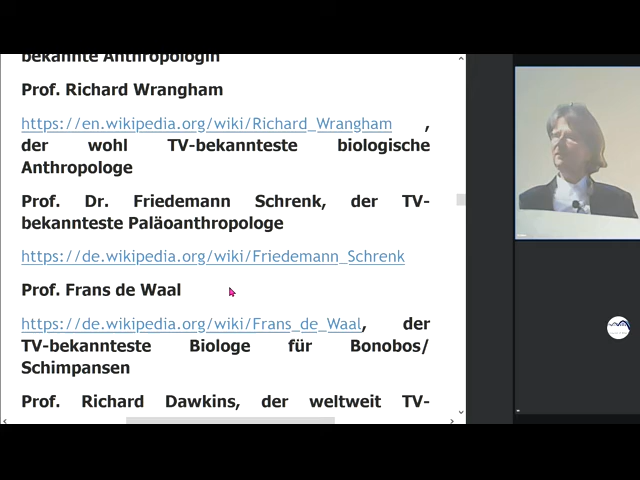 bekannte Anthropologin
Prof. Richard Wrangham
https://en.wikipedia.org/wiki/Richard_Wrangham ,
der wohl TV-bekannteste biologische
Anthropologe
Prof. Dr. Friedemann Schrenk, der TV-
bekannteste Paläoanthropologe
https://de.wikipedia.org/wiki/Friedemann_Schrenk
Prof. Frans de Waal
https://de.wikipedia.org/wiki/Frans_de_Waal, der
TV-bekannteste Biologe für Bonobos/
Schimpansen
Prof. Richard Dawkins, der weltweit TV-